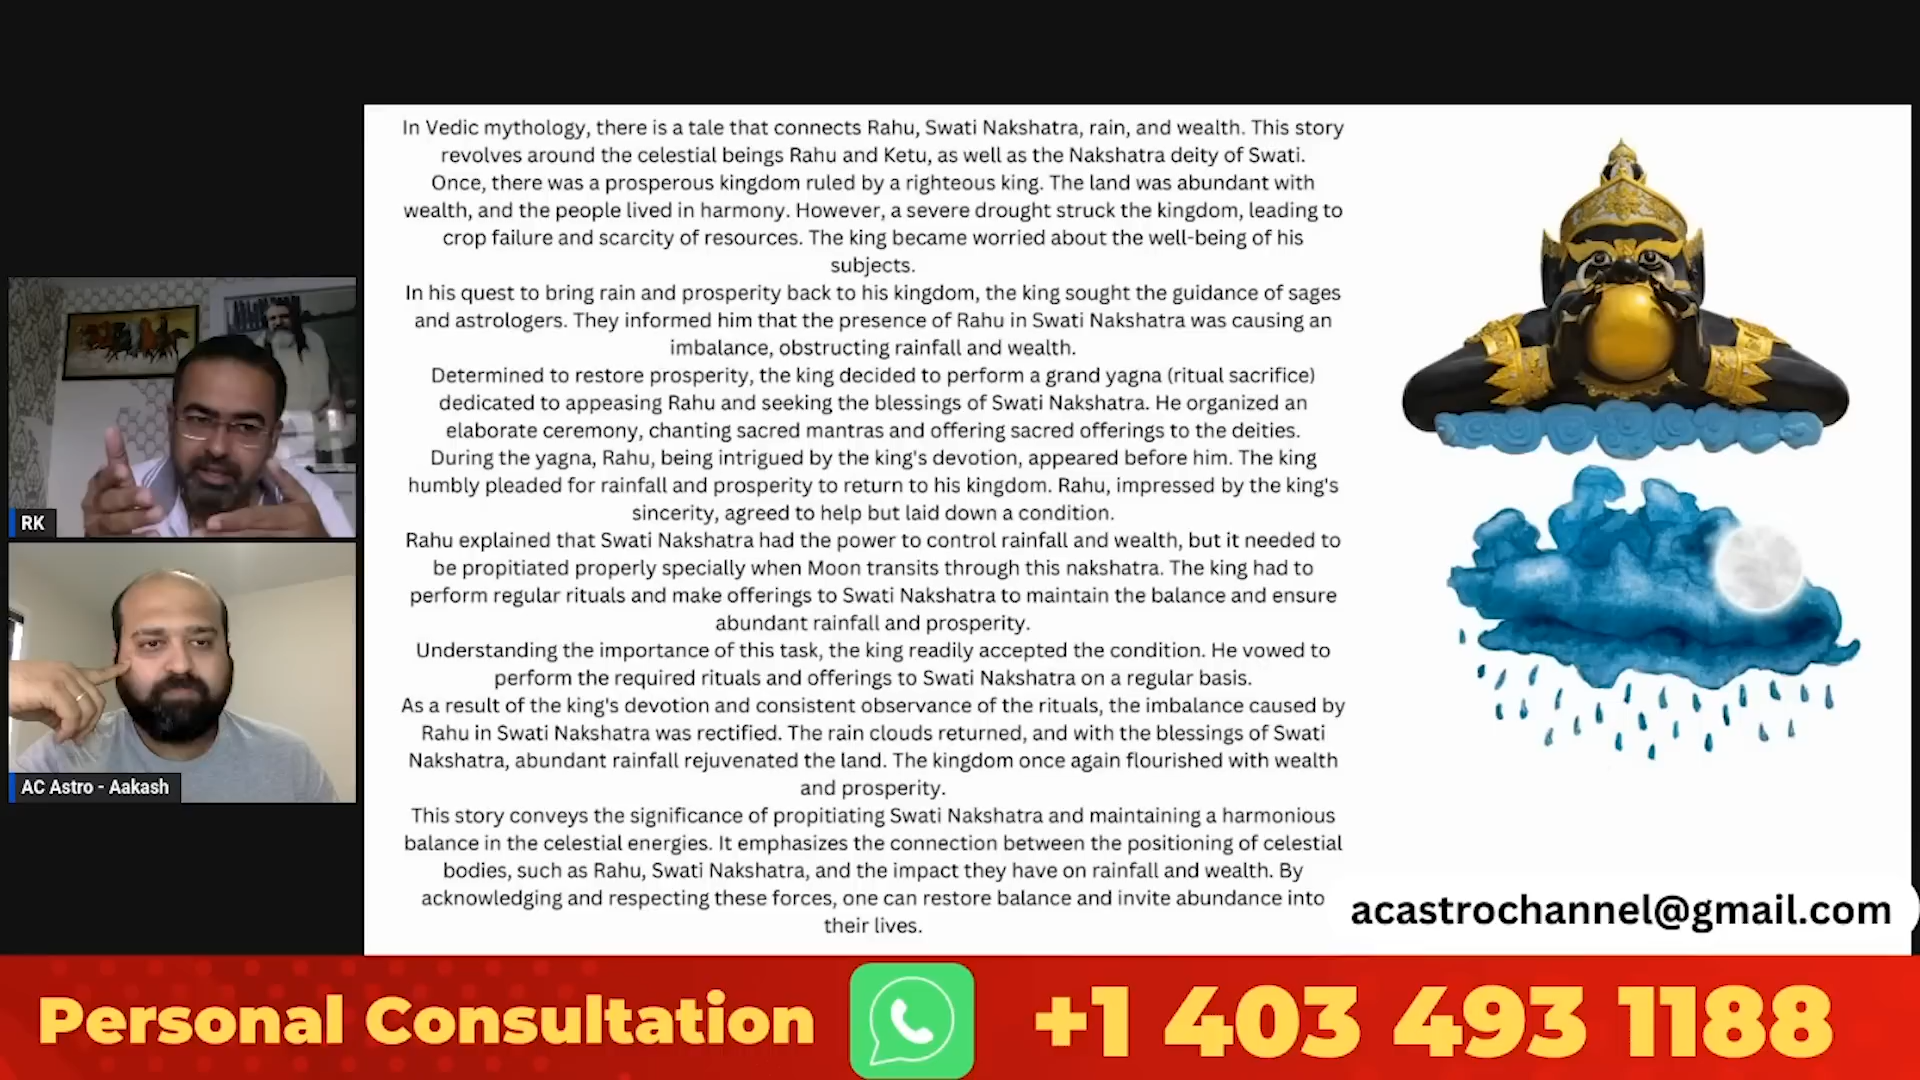 In Vedic mythology, there is a tale that connects Rahu, Swati Nakshatra, rain, and wealth. This story
revolves around the celestial beings Rahu and Ketu, as well as the Nakshatra deity of Swati.
Once, there was a prosperous kingdom ruled by a righteous king. The land was abundant with
wealth, and the people lived in harmony. However, a severe drought struck the kingdom, leading to
crop failure and scarcity of resources. The king became worried about the well-being of his
subjects.
In his quest to bring rain and prosperity back to his kingdom, the king sought the guidance of sages
and astrologers. They informed him that the presence of Rahu in Swati Nakshatra was causing an
imbalance, obstructing rainfall and wealth.
Determined to restore prosperity, the king decided to perform a grand yagna (ritual sacrifice)
dedicated to appeasing Rahu and seeking the blessings of Swati Nakshatra. He organized an
elaborate ceremony, chanting sacred mantras and offering sacred offerings to the deities.
During the yagna, Rahu, being intrigued by the king's devotion, appeared before him. The king
humbly pleaded for rainfall and prosperity to return to his kingdom. Rahu, impressed by the king's
sincerity, agreed to help but laid down a condition.
Rahu explained that Swati Nakshatra had the power to control rainfall and wealth, but it needed to
be propitiated properly specially when Moon transits through this nakshatra. The king had to
perform regular rituals and make offerings to Swati Nakshatra to maintain the balance and ensure
abundant rainfall and prosperity.
Understanding the importance of this task, the king readily accepted the condition. He vowed to
perform the required rituals and offerings to Swati Nakshatra on a regular basis.
As a result of the king's devotion and consistent observance of the rituals, the imbalance caused by
Rahu in Swati Nakshatra was rectified. The rain clouds returned, and with the blessings of Swati
Nakshatra, abundant rainfall rejuvenated the land. The kingdom once again flourished with wealth
and prosperity.
This story conveys the significance of propitiating Swati Nakshatra and maintaining a harmonious
balance in the celestial energies. It emphasizes the connection between the positioning of celestial
bodies, such as Rahu, Swati Nakshatra, and the impact they have on rainfall and wealth. By
acknowledging and respecting these forces, one can restore balance and invite abundance into
their lives.
RK
AC Astro - Aakash
acastrochannel@gmail.com
Personal Consultation +1 403 493 1188